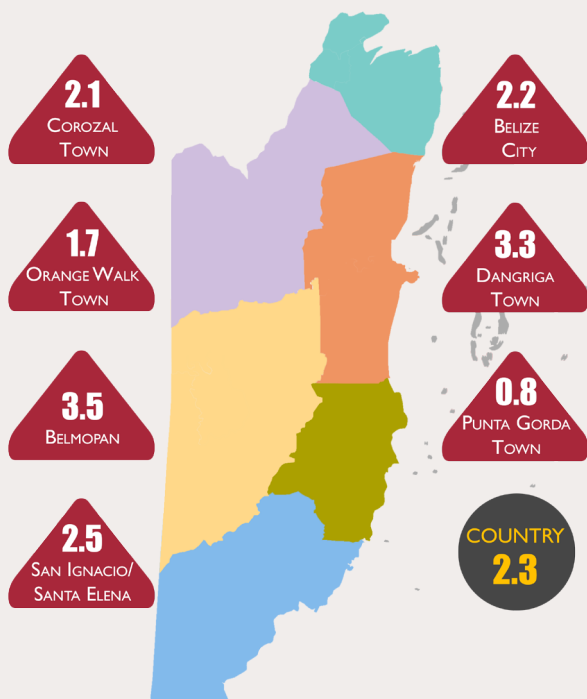 2.1
Corozal
Town
2.2
Belize
City
1.7
Orange Walk
Town
3.3
Dangriga
Town
3.5
Belmopan
0.8
Punta Gorda
Town
2.5
San Ignacio/
Santa Elena
COUNTRY
2.3